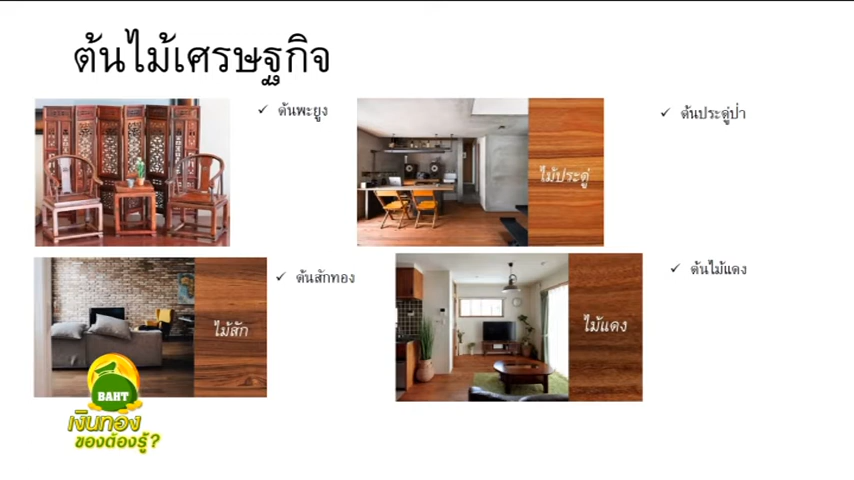 ต้นไม้เศรษฐกิจ
✓ ต้นพะยูง
✓ ต้นประดู่ป่า
ไม้ประดู่
✓ ต้นสักทอง
✓ ต้นไม้แดง
ไม้สัก
ไม้แดง
BAHT
เงินทอง
ของต้องรู้?